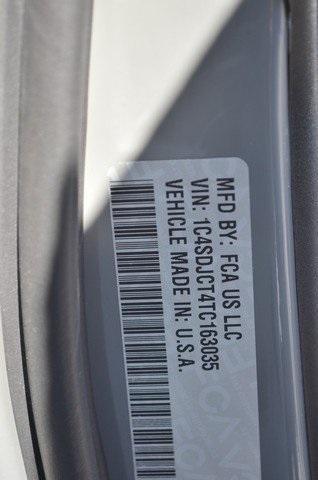 MFD BY: FCA US LLC
VIN: 1C4SDJCT4TC163035
VEHICLE MADE IN: U.S.A.